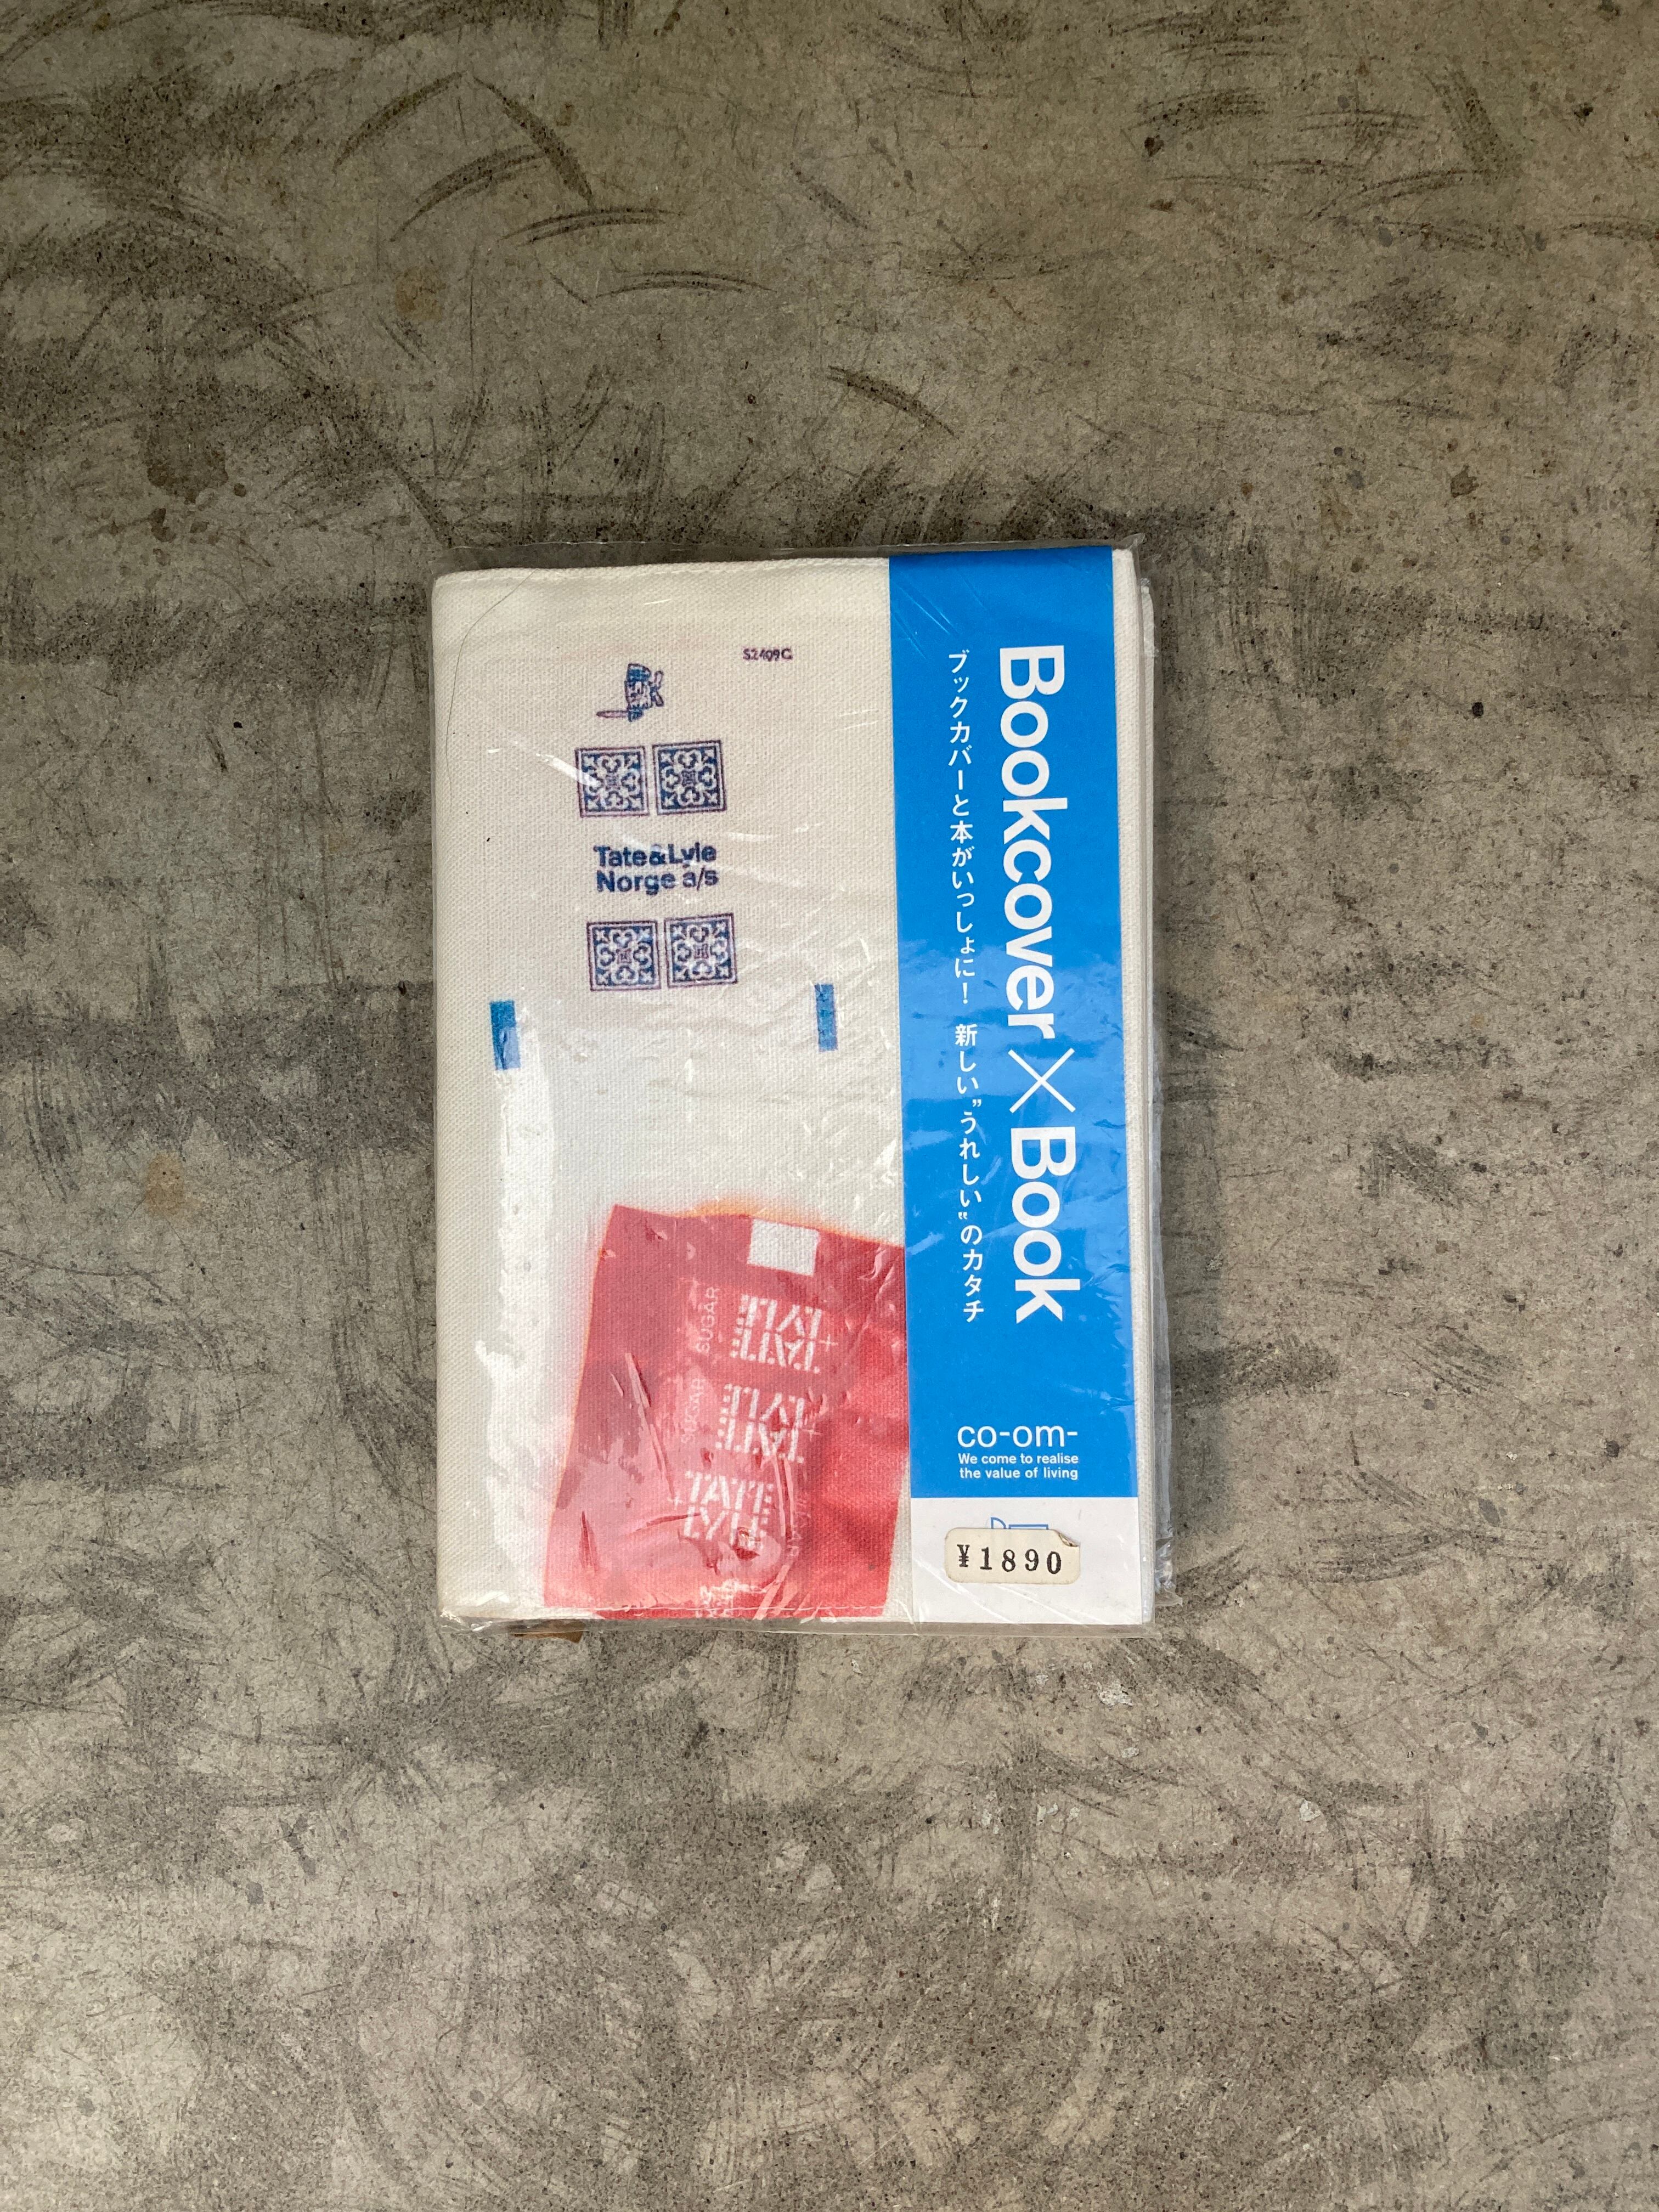 S2409G
Tate&Lyle
Norge a/s
SUGAR
SUGAR
TATE
LYLE
Bookcover × Book
ブックカバーと本がいっしょに! 新しい”うれしい“のカタチ
co-om-
We come to realise
the value of living
¥1890